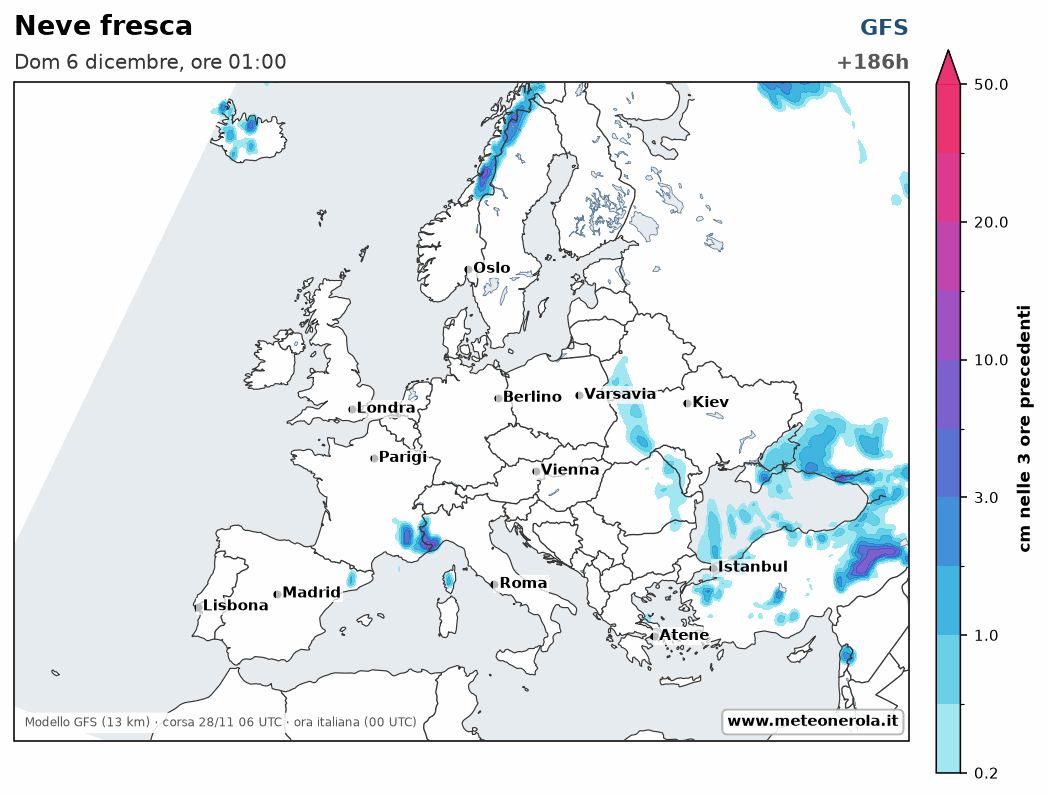 Neve fresca
GFS
Dom 6 dicembre, ore 01:00
+186h
50.0
20.0
10.0
3.0
1.0
0.2
cm nelle 3 ore precedenti
Oslo
Londra
Berlino
Varsavia
Kiev
Parigi
Vienna
Istanbul
Roma
Madrid
Lisbona
Atene
Modello GFS (13 km) · corsa 28/11 06 UTC · ora italiana (00 UTC)
www.meteonerola.it